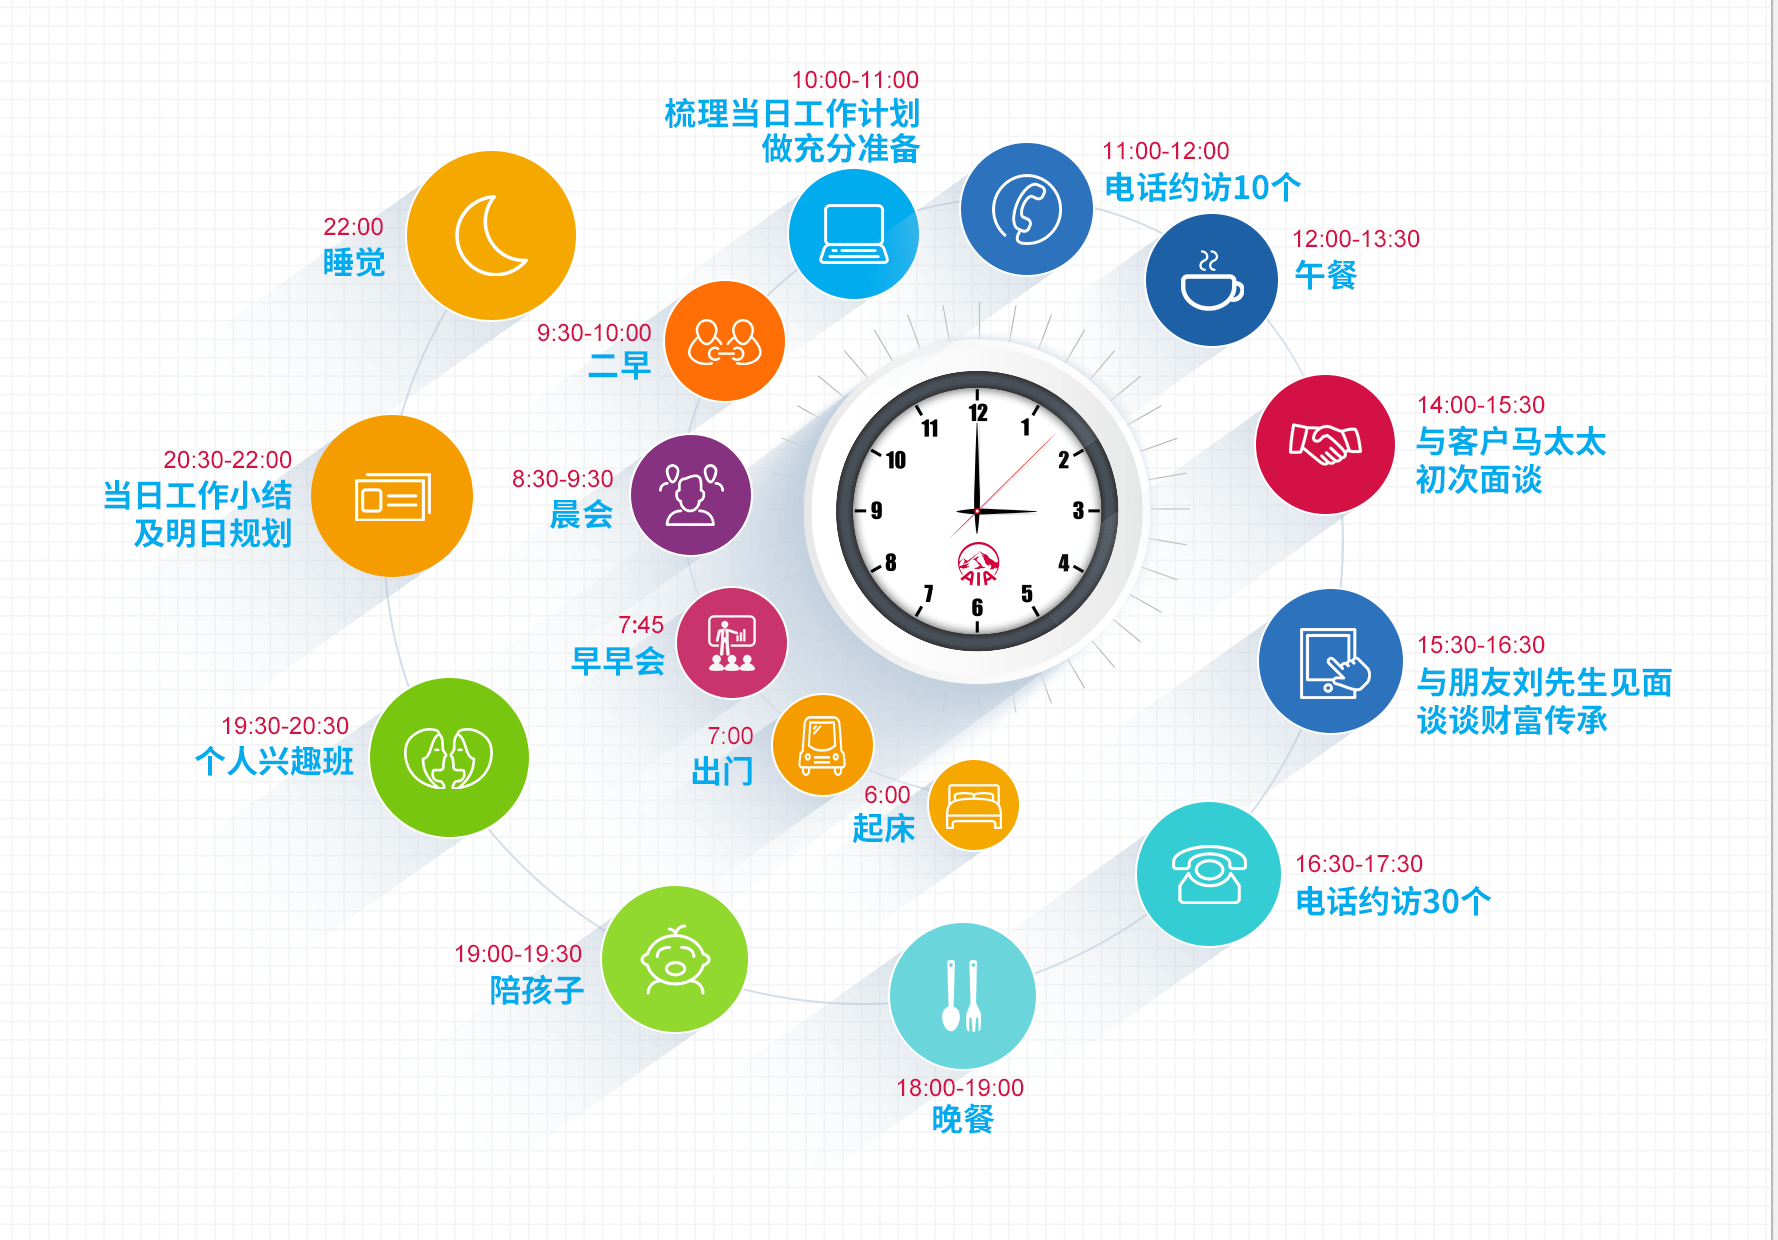 10:00-11:00
梳理当日工作计划
做充分准备
11:00-12:00
电话约访10个
12:00-13:30
午餐
14:00-15:30
与客户马太太
初次面谈
15:30-16:30
与朋友刘先生见面
谈谈财富传承
16:30-17:30
电话约访30个
18:00-19:00
晚餐
19:00-19:30
陪孩子
19:30-20:30
个人兴趣班
20:30-22:00
当日工作小结
及明日规划
22:00
睡觉
9:30-10:00
二早
8:30-9:30
晨会
7:45
早早会
7:00
出门
6:00
起床
12
1
2
3
4
5
6
7
8
9
10
11
AIA